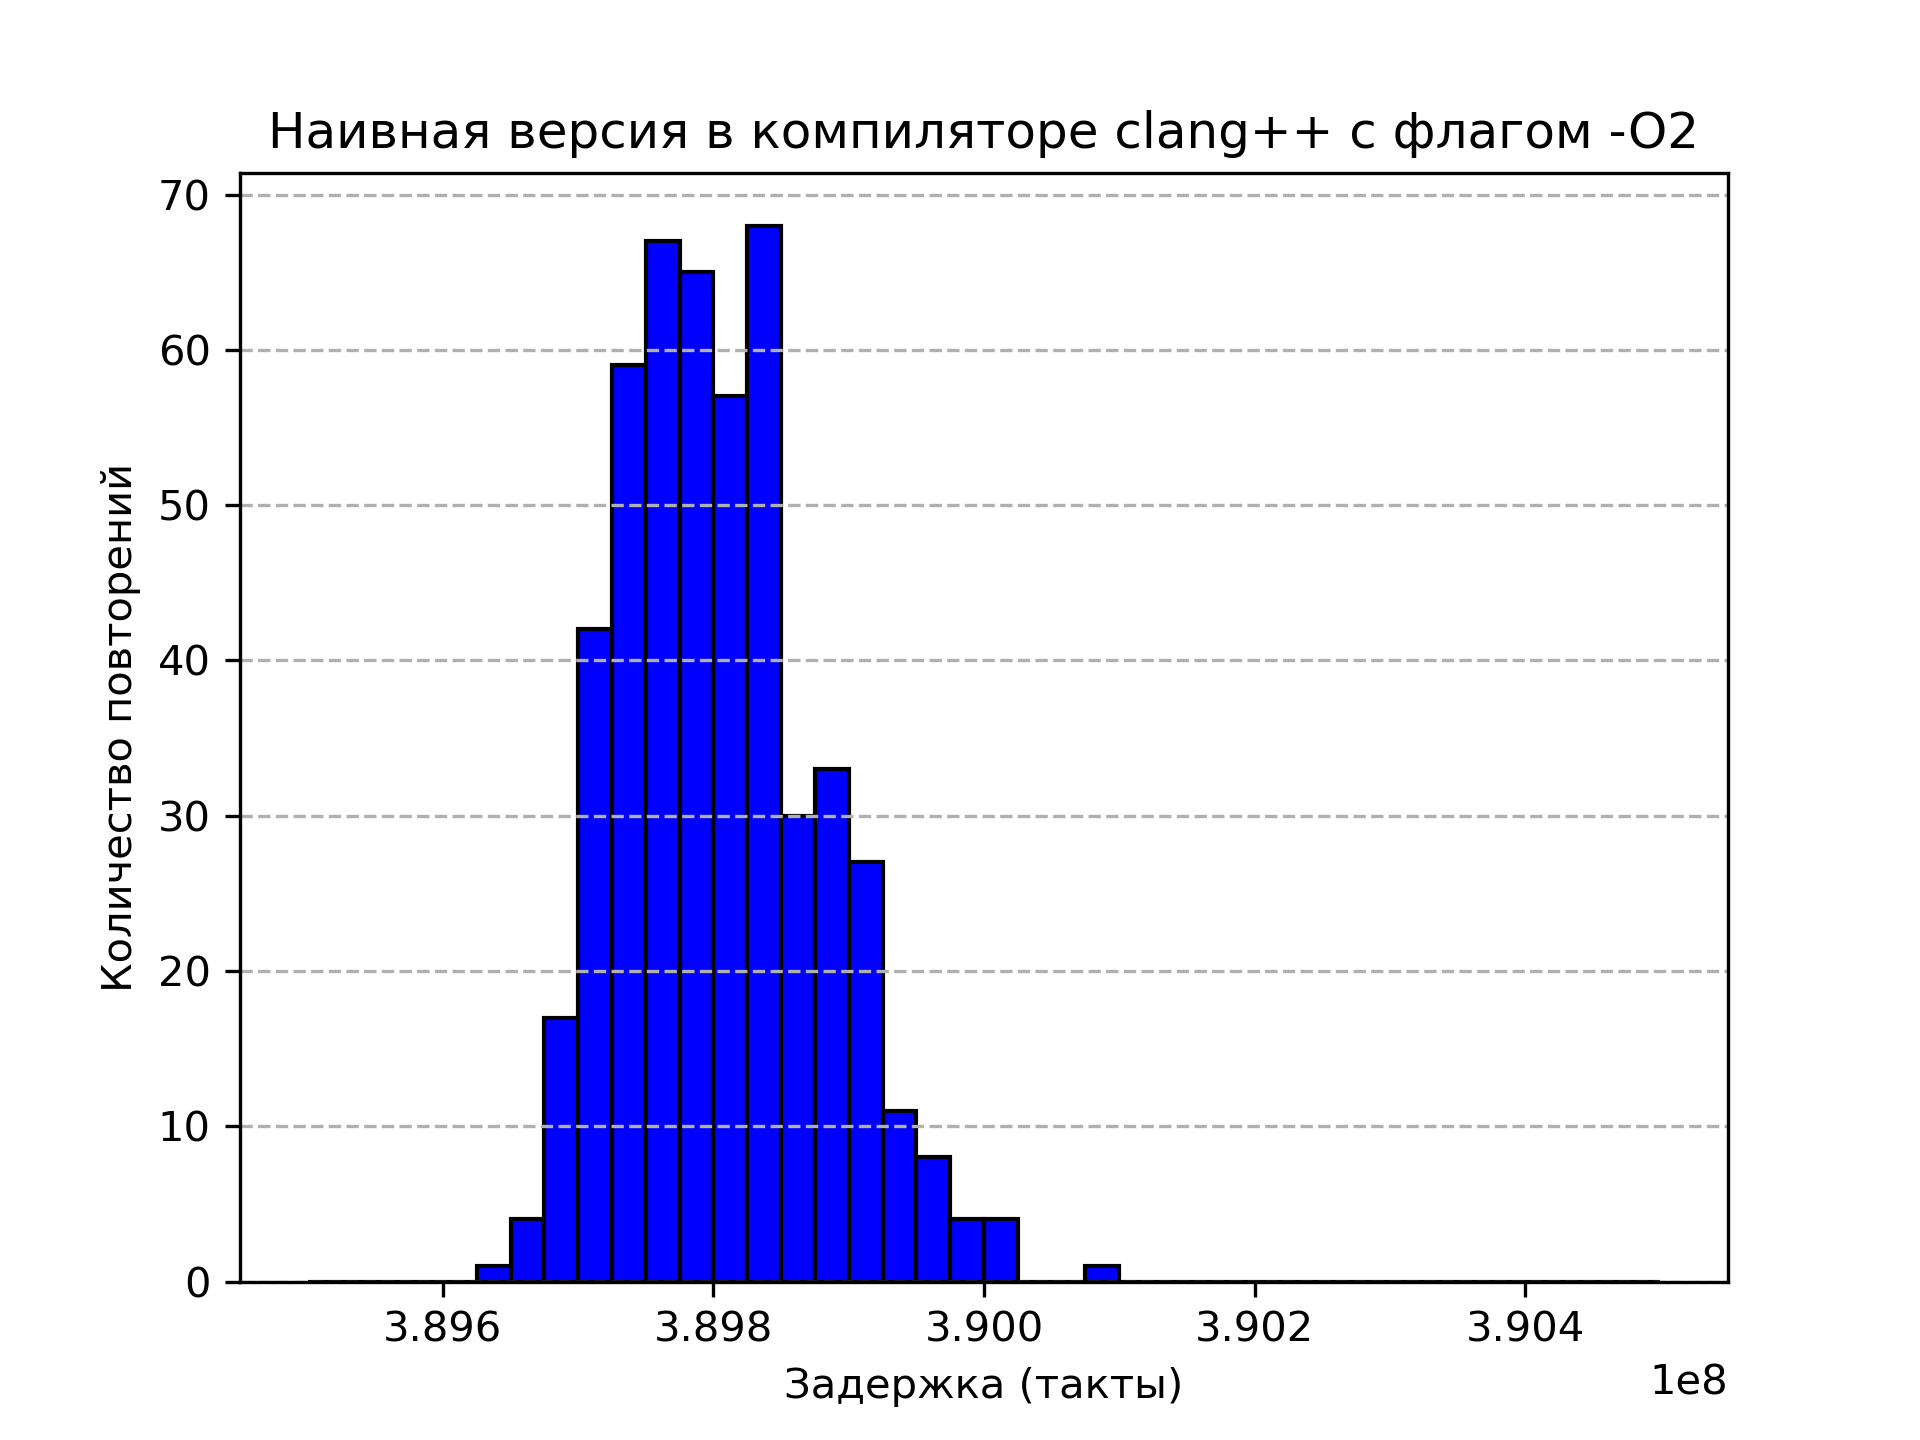 Наивная версия в компиляторе clang++ с флагом -O2
70
60
50
40
30
20
10
0
Количество повторений
3.896 3.898 3.900 3.902 3.904
Задержка (такты)
1e8